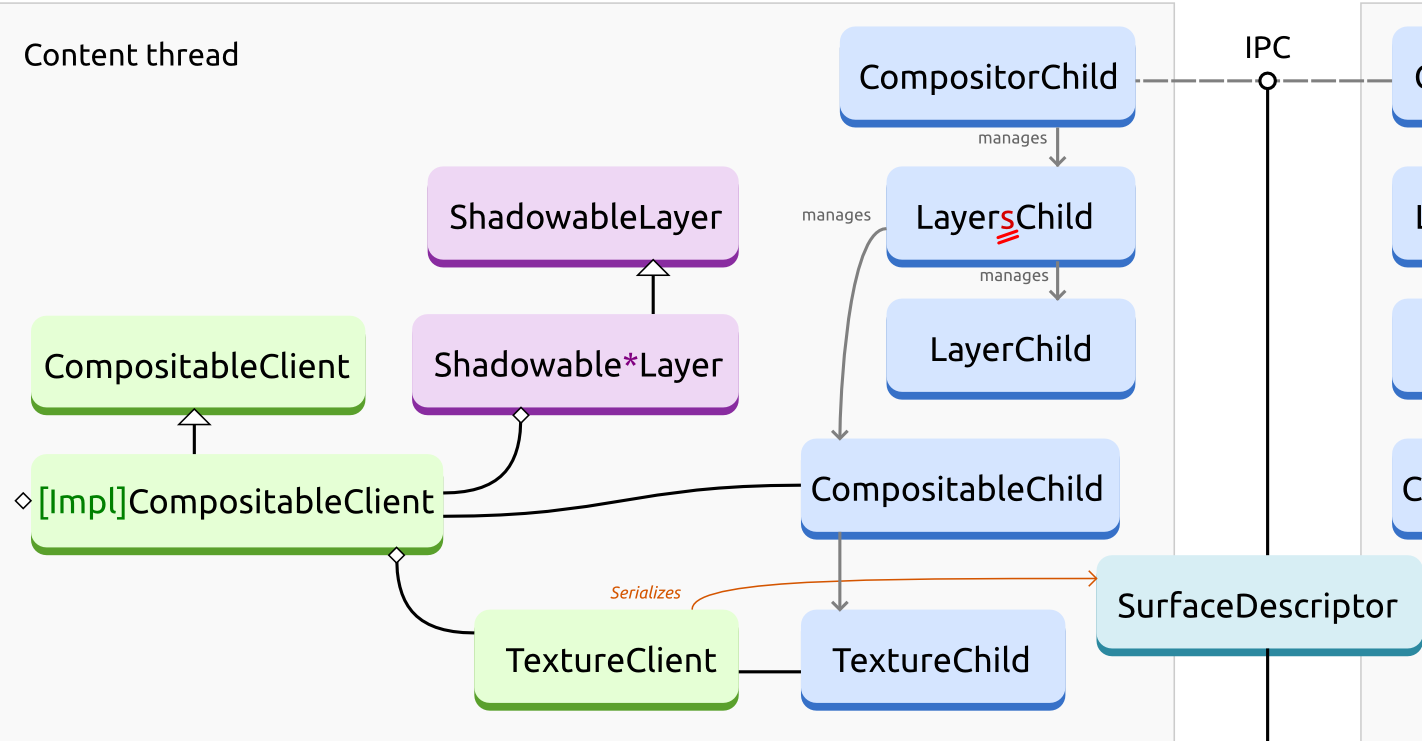 Content thread
IPC
CompositorChild
manages
ShadowableLayer
manages
LayersChild
manages
CompositableClient
Shadowable*Layer
LayerChild
[Impl]CompositableClient
CompositableChild
Serializes
SurfaceDescriptor
TextureClient
TextureChild